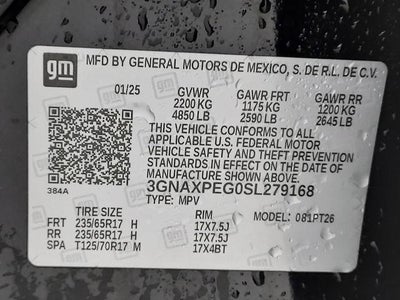 gm
MFD BY GENERAL MOTORS DE MEXICO, S. DE R.L. DE C.V.
01/25 GVWR GAWR FRT GAWR RR
2200 KG 1175 KG 1200 KG
4850 LB 2590 LB 2645 LB
THIS VEHICLE CONFORMS TO ALL
APPLICABLE U.S. FEDERAL MOTOR
VEHICLE SAFETY AND THEFT PREVENTION
STANDARDS IN EFFECT ON THE DATE OF
MANUFACTURE SHOWN ABOVE.
3GNAXPEG0SL279168
384A TYPE: MPV
TIRE SIZE RIM MODEL: 081PT26
FRT 235/65R17 H 17X7.5J
RR 235/65R17 H 17X7.5J
SPA T125/70R17 M 17X4BT